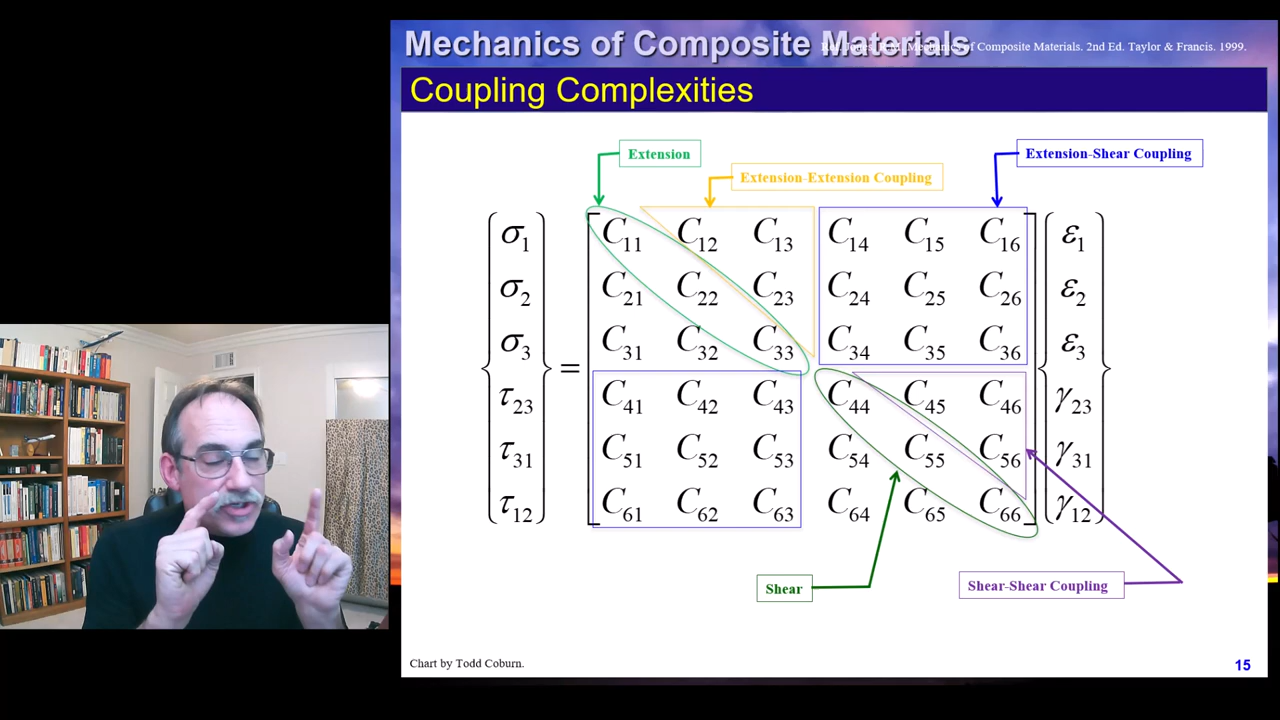 Mechanics of Composite Materials
of Composite Materials. 2nd Ed. Taylor & Francis. 1999.
Coupling Complexities
Extension
Extension-Shear Coupling
Extension-Extension Coupling
σ1 C11 C12 C13 C14 C15 C16 ε1
σ2 C21 C22 C23 C24 C25 C26 ε2
σ3 C31 C32 C33 C34 C35 C36 ε3
=
τ23 C41 C42 C43 C44 C45 C46 γ23
τ31 C51 C52 C53 C54 C55 C56 γ31
τ12 C61 C62 C63 C64 C65 C66 γ12
Shear
Shear-Shear Coupling
Chart by Todd Coburn.
15